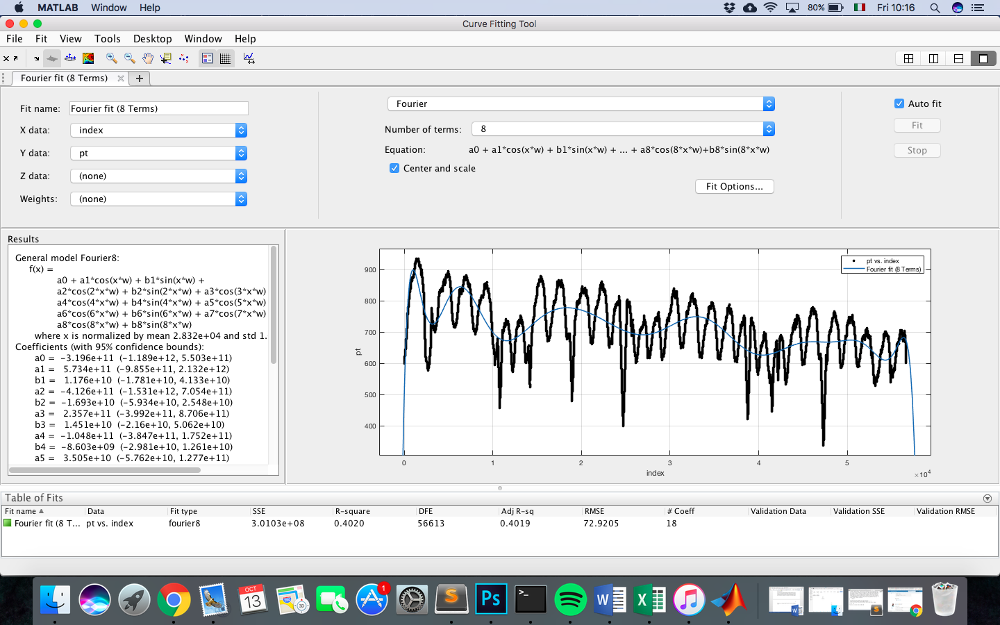 MATLAB Window Help 80% Fri 10:16
Curve Fitting Tool
File Fit View Tools Desktop Window Help
Fourier fit (8 Terms)
Fit name: Fourier fit (8 Terms)
X data: index
Y data: pt
Z data: (none)
Weights: (none)
Fourier
Number of terms: 8
Equation: a0 + a1*cos(x*w) + b1*sin(x*w) + ... + a8*cos(8*x*w)+b8*sin(8*x*w)
Center and scale
Fit Options...
Auto fit
Fit
Stop
Results
General model Fourier8:
f(x) =
a0 + a1*cos(x*w) + b1*sin(x*w) +
a2*cos(2*x*w) + b2*sin(2*x*w) + a3*cos(3*x*w)
a4*cos(4*x*w) + b4*sin(4*x*w) + a5*cos(5*x*w)
a6*cos(6*x*w) + b6*sin(6*x*w) + a7*cos(7*x*w)
a8*cos(8*x*w) + b8*sin(8*x*w)
where x is normalized by mean 2.832e+04 and std 1.
Coefficients (with 95% confidence bounds):
a0 = -3.196e+11 (-1.189e+12, 5.503e+11)
a1 = 5.734e+11 (-9.855e+11, 2.132e+12)
b1 = 1.176e+10 (-1.781e+10, 4.133e+10)
a2 = -4.126e+11 (-1.531e+12, 7.054e+11)
b2 = -1.693e+10 (-5.934e+10, 2.548e+10)
a3 = 2.357e+11 (-3.992e+11, 8.706e+11)
b3 = 1.451e+10 (-2.16e+10, 5.062e+10)
a4 = -1.048e+11 (-3.847e+11, 1.752e+11)
b4 = -8.603e+09 (-2.981e+10, 1.261e+10)
a5 = 3.505e+10 (-5.762e+10, 1.277e+11)
pt vs. index
Fourier fit (8 Terms)
900
800
700
600
500
400
pt
0 1 2 3 4 5
index
×10⁴
Table of Fits
Fit name Data Fit type SSE R-square DFE Adj R-sq RMSE # Coeff Validation Data Validation SSE Validation RMSE
Fourier fit (8 T... pt vs. index fourier8 3.0103e+08 0.4020 56613 0.4019 72.9205 18
OCT
13
3D
1
S
Ps
>_
W
X